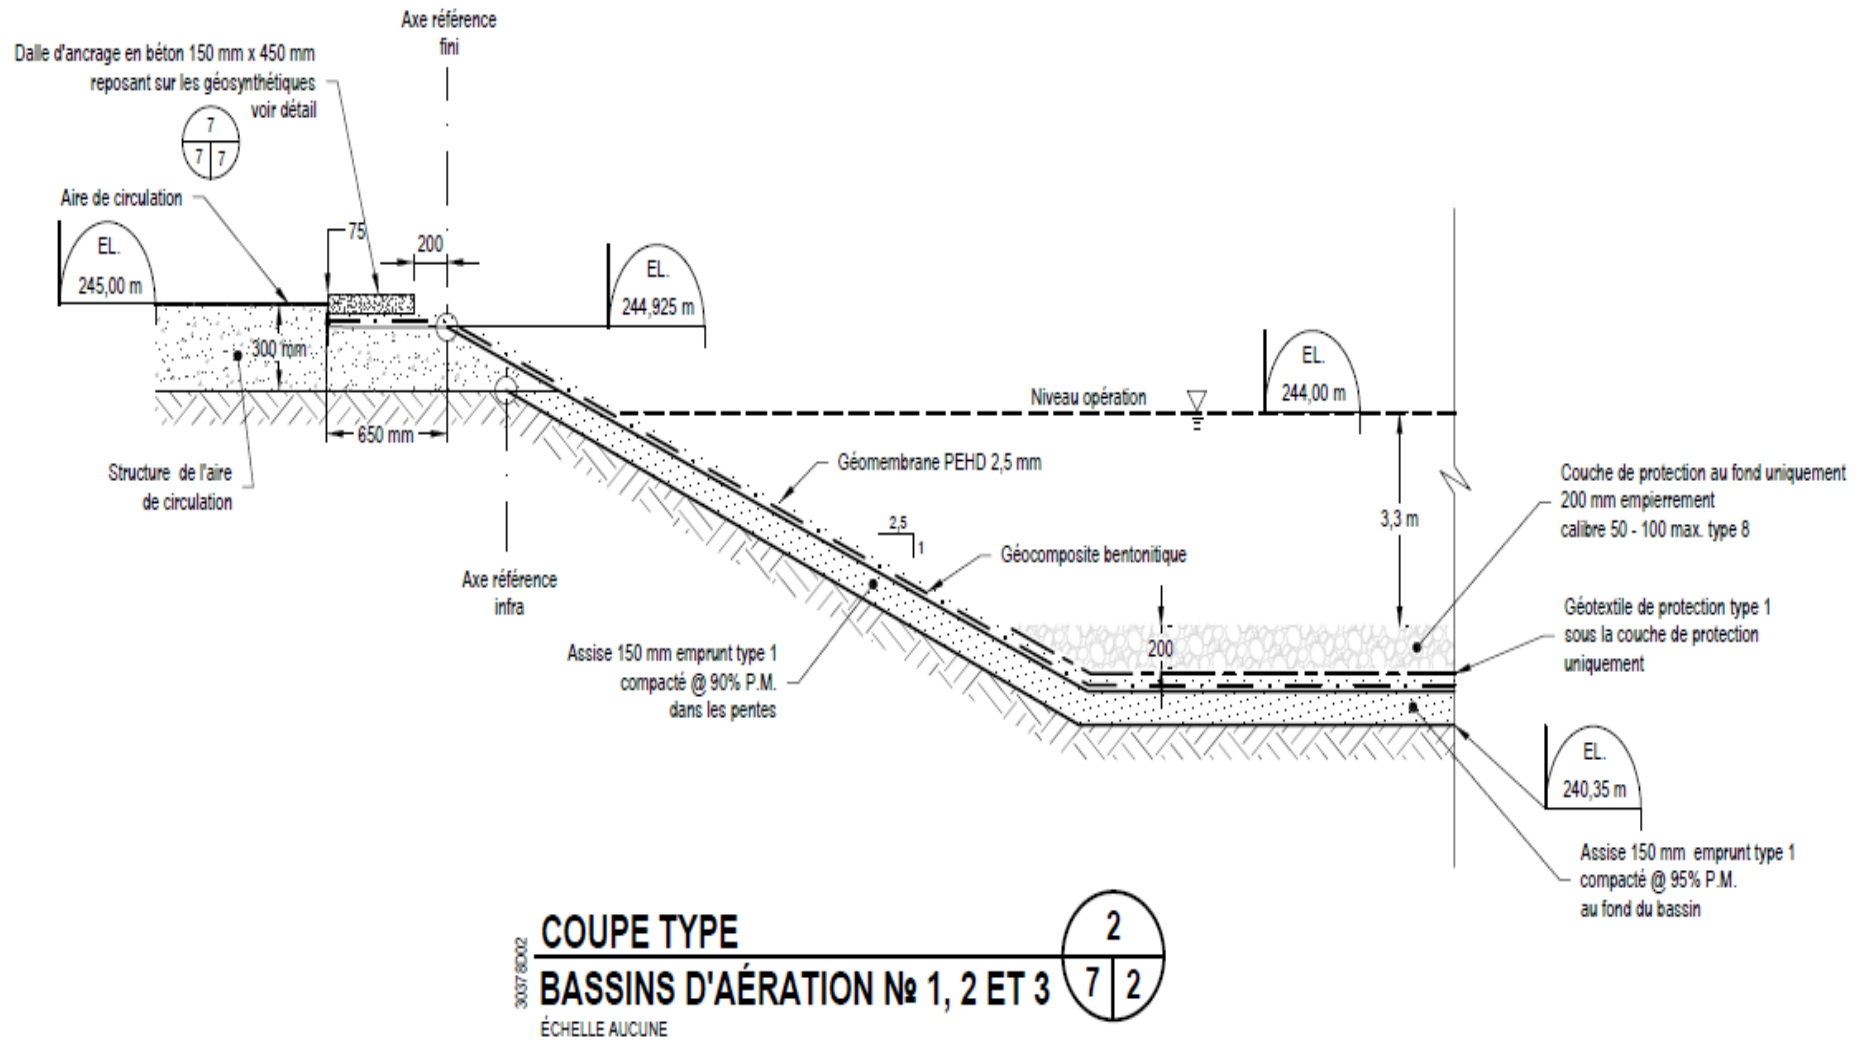 Axe référence
fini
Dalle d'ancrage en béton 150 mm x 450 mm
reposant sur les géosynthétiques
voir détail
7
7 7
Aire de circulation
EL.
245,00 m
75
200
EL.
244,925 m
300 mm
650 mm
Structure de l'aire
de circulation
Axe référence
infra
Niveau opération
EL.
244,00 m
Géomembrane PEHD 2,5 mm
2,5
1
Géocomposite bentonitique
3,3 m
Couche de protection au fond uniquement
200 mm empierrement
calibre 50 - 100 max. type 8
Géotextile de protection type 1
sous la couche de protection
uniquement
200
Assise 150 mm emprunt type 1
compacté @ 90% P.M.
dans les pentes
EL.
240,35 m
Assise 150 mm emprunt type 1
compacté @ 95% P.M.
au fond du bassin
30378D02
COUPE TYPE
BASSINS D'AÉRATION № 1, 2 ET 3
ÉCHELLE AUCUNE
2
7 2